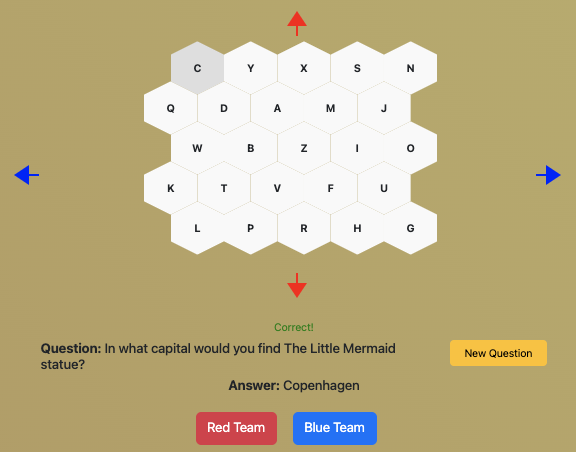 C Y X S N
Q D A M J
W B Z I O
K T V F U
L P R H G
Correct!
Question: In what capital would you find The Little Mermaid
statue?
New Question
Answer: Copenhagen
Red Team Blue Team